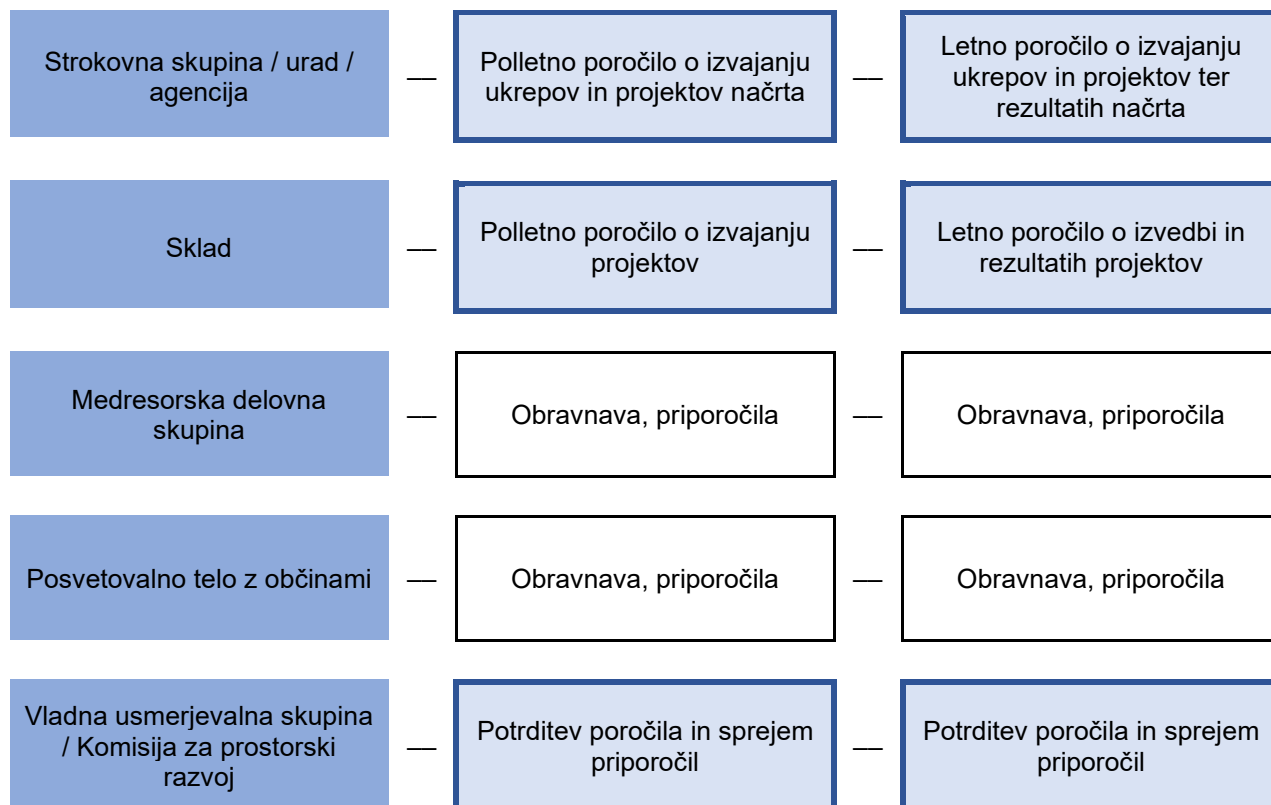 Strokovna skupina / urad /
agencija
Polletno poročilo o izvajanju
ukrepov in projektov načrta
Letno poročilo o izvajanju
ukrepov in projektov ter
rezultatih načrta
Sklad
Polletno poročilo o izvajanju
projektov
Letno poročilo o izvedbi in
rezultatih projektov
Medresorska delovna
skupina
Obravnava, priporočila
Obravnava, priporočila
Posvetovalno telo z občinami
Obravnava, priporočila
Obravnava, priporočila
Vladna usmerjevalna skupina
/ Komisija za prostorski
razvoj
Potrditev poročila in sprejem
priporočil
Potrditev poročila in sprejem
priporočil